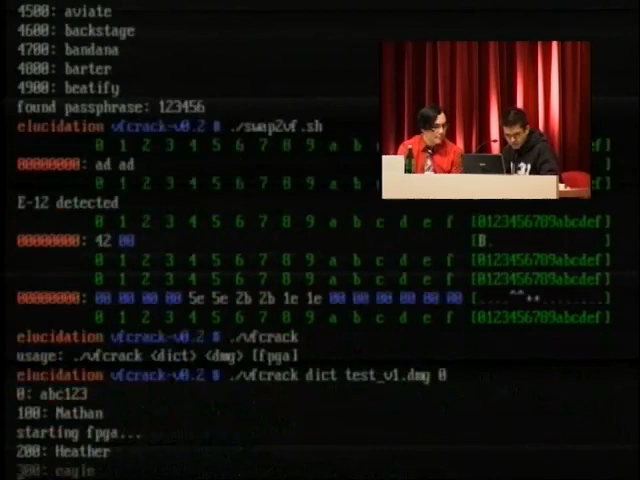 4500: aviate
4600: backstage
4700: bandana
4800: barter
4900: beatify
found passphrase: 123456
elucidation vfcrack-v0.2 # ./swap2vf.sh
0 1 2 3 4 5 6 7 8 9 a b
00000000: ad ad
0 1 2 3 4 5 6 7 8 9 a b
E-12 detected
0 1 2 3 4 5 6 7 8 9 a b c d e f [0123456789abcdef]
00000000: 42 00 [B. ]
0 1 2 3 4 5 6 7 8 9 a b c d e f [0123456789abcdef]
0 1 2 3 4 5 6 7 8 9 a b c d e f [0123456789abcdef]
00000000: 00 00 00 00 5e 5e 2b 2b 1e 1e 00 00 00 00 00 00 [....^^++........]
0 1 2 3 4 5 6 7 8 9 a b c d e f [0123456789abcdef]
elucidation vfcrack-v0.2 # ./vfcrack
usage: ./vfcrack <dict> <dmg> [fpga]
elucidation vfcrack-v0.2 # ./vfcrack dict test_v1.dmg 0
0: abc123
100: Nathan
starting fpga...
200: Heather
300: eagle